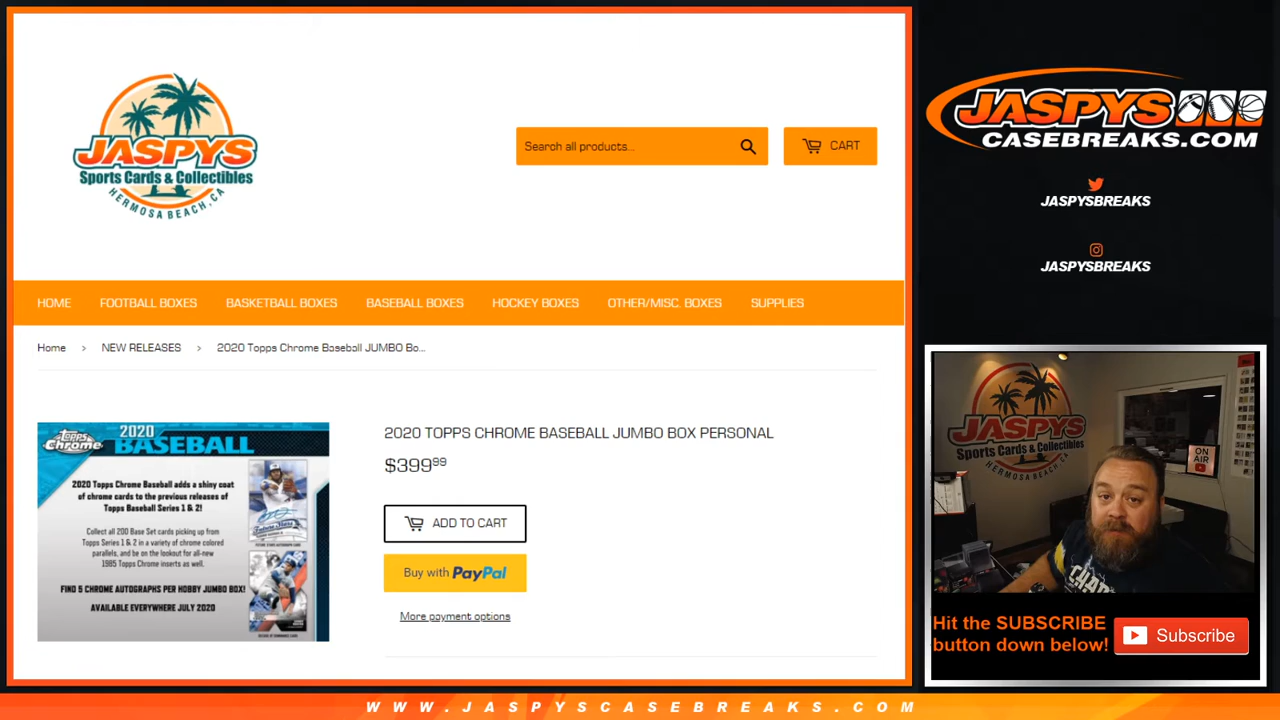 JASPYS
Sports Cards & Collectibles
HERMOSA BEACH, CA
Search all products...
CART
HOME
FOOTBALL BOXES
BASKETBALL BOXES
BASEBALL BOXES
HOCKEY BOXES
OTHER/MISC. BOXES
SUPPLIES
Home › NEW RELEASES › 2020 Topps Chrome Baseball JUMBO Bo...
topps Chrome
2020
BASEBALL
2020 Topps Chrome Baseball adds a shiny coat
of chrome cards to the previous releases of
Topps Baseball Series 1 & 2!
Collect all 200 Base Set cards picking up from
Topps Series 1 & 2 in a variety of chrome colored
parallels, and be on the lookout for all-new
1985 Topps Chrome inserts as well.
FIND 5 CHROME AUTOGRAPHS PER HOBBY JUMBO BOX!
AVAILABLE EVERYWHERE JULY 2020
2020 TOPPS CHROME BASEBALL JUMBO BOX PERSONAL
$399.99
ADD TO CART
Buy with PayPal
More payment options
JASPYS
CASEBREAKS.COM
JASPYSBREAKS
JASPYSBREAKS
JASPYS
Sports Cards & Collectibles
HERMOSA BEACH, CA
ON
AIR
Hit the SUBSCRIBE
button down below!
Subscribe
WWW.JASPYSCASEBREAKS.COM